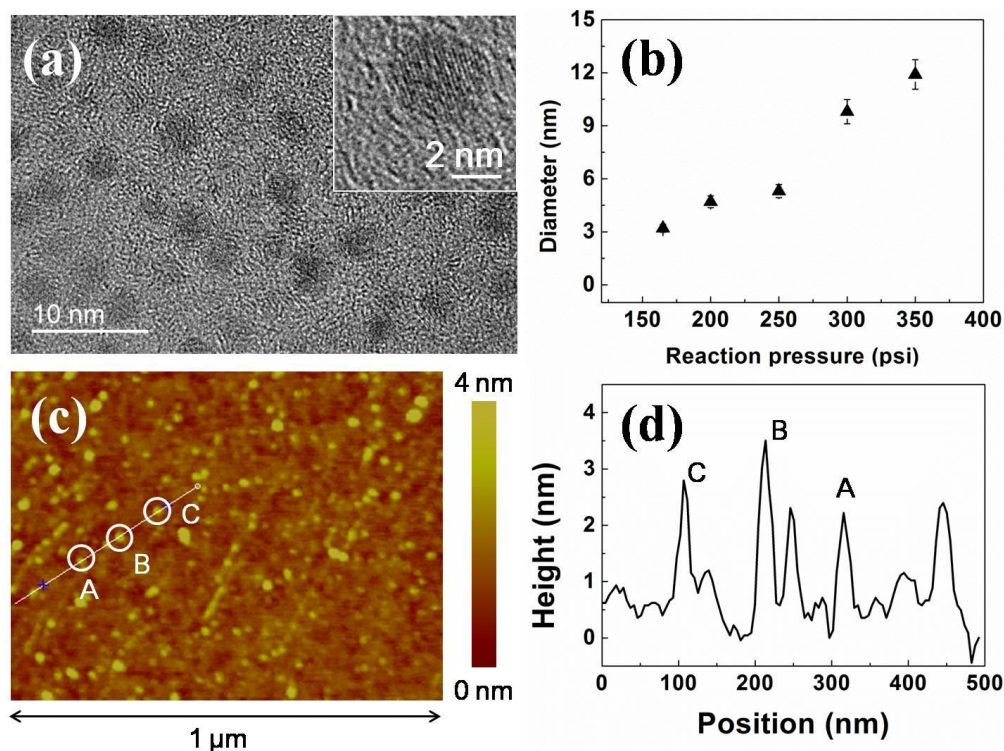 (a)
2 nm
10 nm
(b)
Diameter (nm)
15
12
9
6
3
0
150 200 250 300 350 400
Reaction pressure (psi)
(c)
A
B
C
4 nm
0 nm
1 µm
(d)
Height (nm)
4
3
2
1
0
C
B
A
0 100 200 300 400 500
Position (nm)